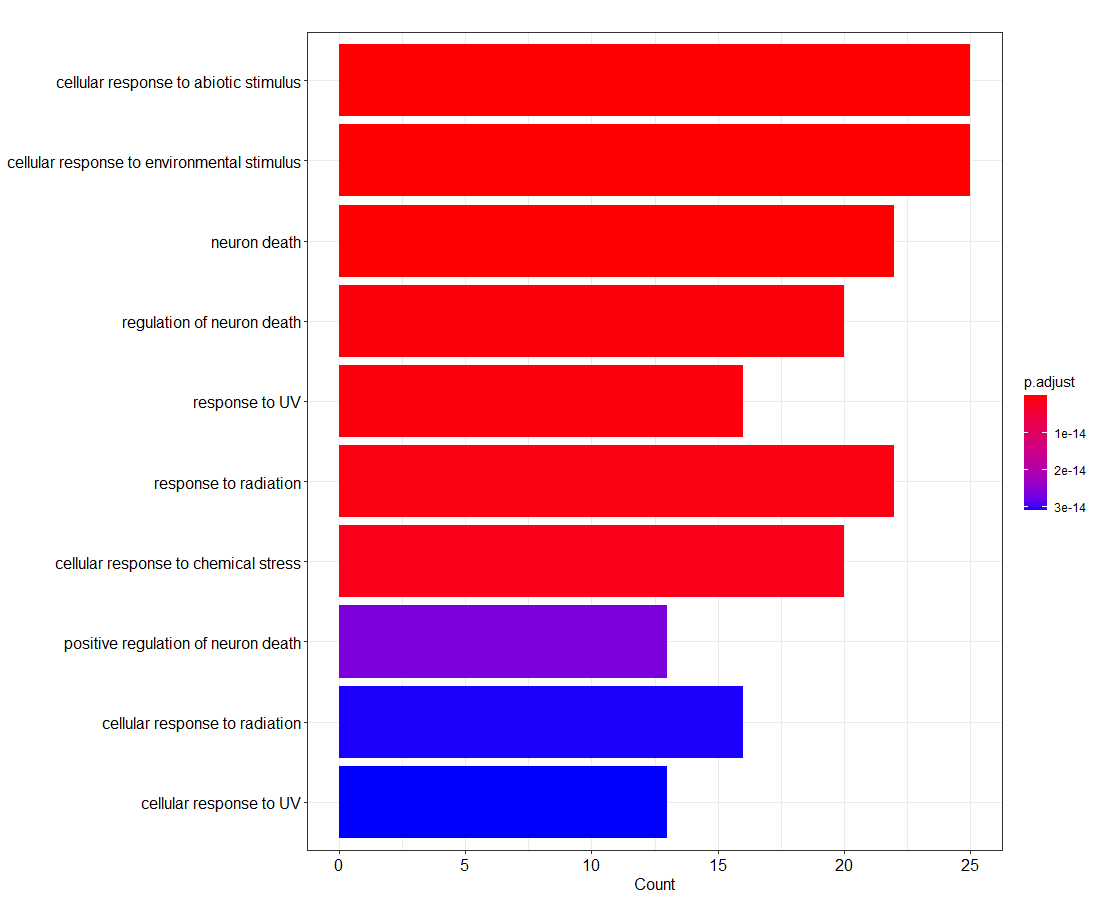 cellular response to abiotic stimulus
cellular response to environmental stimulus
neuron death
regulation of neuron death
response to UV
response to radiation
cellular response to chemical stress
positive regulation of neuron death
cellular response to radiation
cellular response to UV
0 5 10 15 20 25
Count
p.adjust
1e-14
2e-14
3e-14